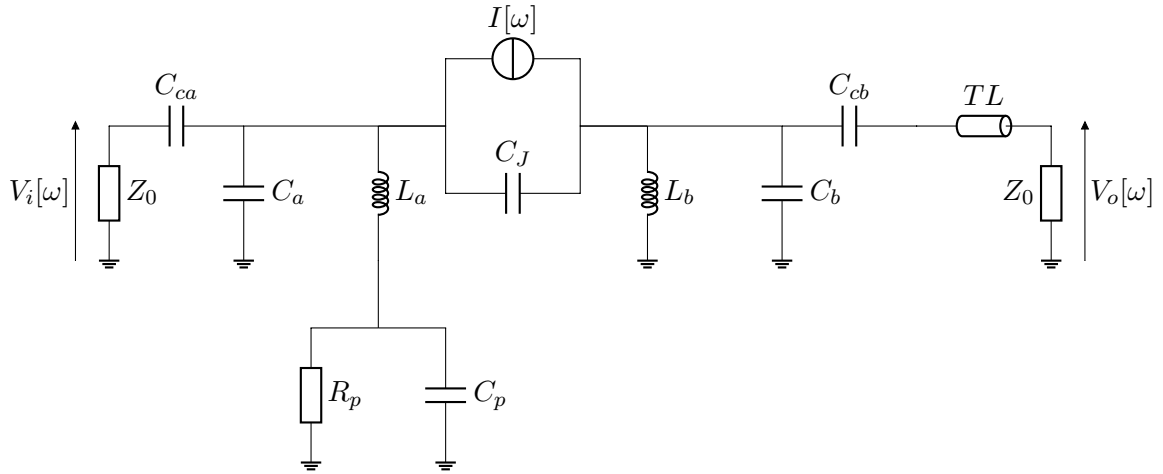 I[ω]
C_{ca}
C_{cb}
TL
C_J
V_i[ω]
Z_0
C_a
L_a
L_b
C_b
Z_0
V_o[ω]
R_p
C_p